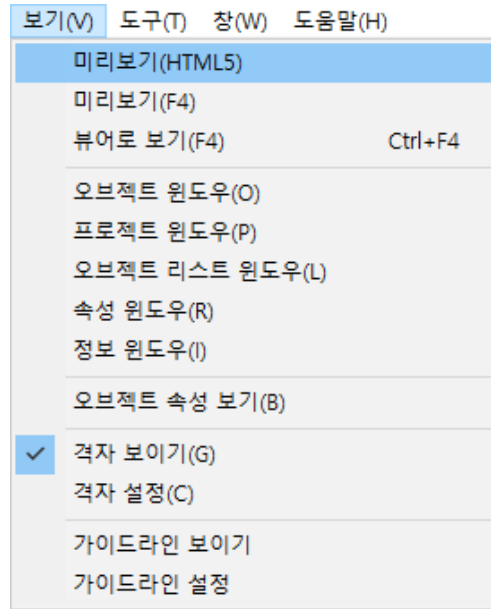 보기(V) 도구(T) 창(W) 도움말(H)
미리보기(HTML5)
미리보기(F4)
뷰어로 보기(F4) Ctrl+F4
오브젝트 윈도우(O)
프로젝트 윈도우(P)
오브젝트 리스트 윈도우(L)
속성 윈도우(R)
정보 윈도우(I)
오브젝트 속성 보기(B)
격자 보이기(G)
격자 설정(C)
가이드라인 보이기
가이드라인 설정